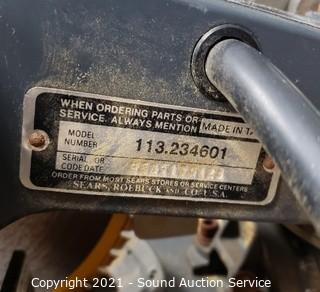 WHEN ORDERING PARTS OR
SERVICE. ALWAYS MENTION
MADE IN TA
MODEL
NUMBER
113.234601
SERIAL OR
CODE DATE
ORDER FROM MOST SEARS STORES OR SERVICE CENTERS
SEARS, ROEBUCK AND CO. U.S.A.
Copyright © 2021 - Sound Auction Service